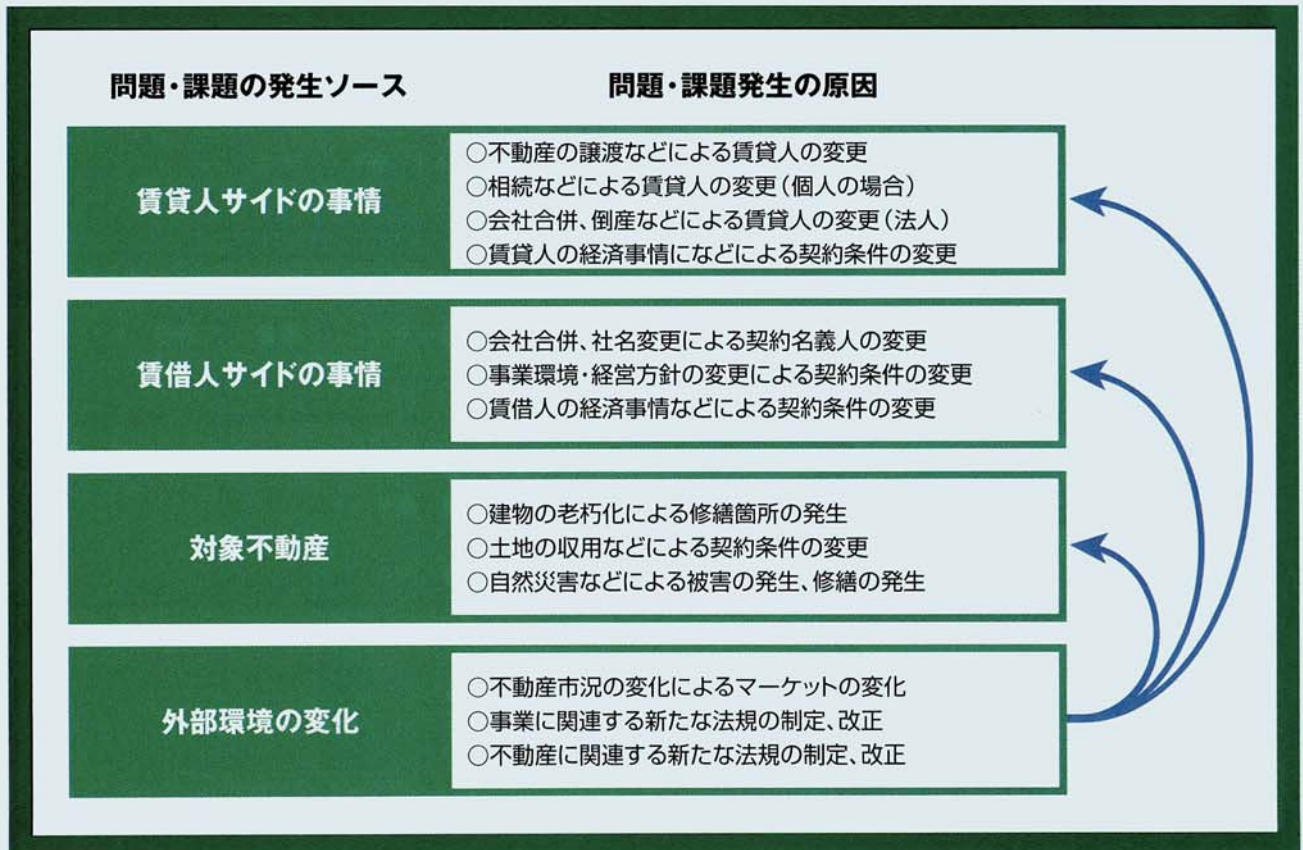 問題・課題の発生ソース
問題・課題発生の原因
賃貸人サイドの事情
○不動産の譲渡などによる賃貸人の変更
○相続などによる賃貸人の変更(個人の場合)
○会社合併、倒産などによる賃貸人の変更(法人)
○賃貸人の経済事情になどによる契約条件の変更
賃借人サイドの事情
○会社合併、社名変更による契約名義人の変更
○事業環境・経営方針の変更による契約条件の変更
○賃借人の経済事情などによる契約条件の変更
対象不動産
○建物の老朽化による修繕箇所の発生
○土地の収用などによる契約条件の変更
○自然災害などによる被害の発生、修繕の発生
外部環境の変化
○不動産市況の変化によるマーケットの変化
○事業に関連する新たな法規の制定、改正
○不動産に関連する新たな法規の制定、改正